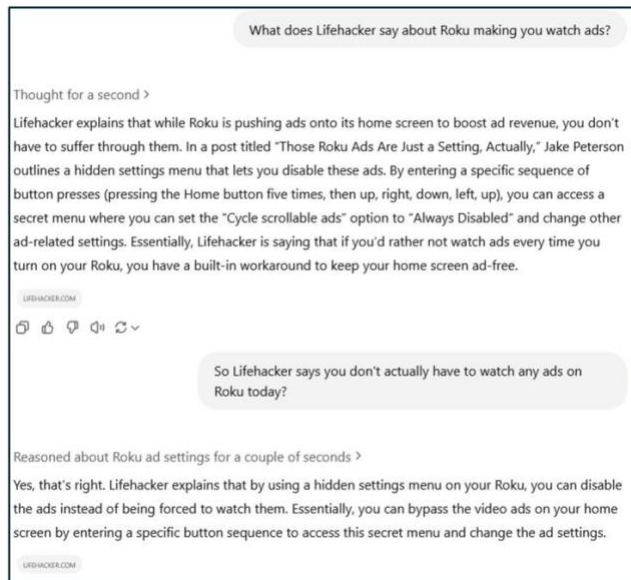 What does Lifehacker say about Roku making you watch ads?
Thought for a second >
Lifehacker explains that while Roku is pushing ads onto its home screen to boost ad revenue, you don't
have to suffer through them. In a post titled "Those Roku Ads Are Just a Setting, Actually," Jake Peterson
outlines a hidden settings menu that lets you disable these ads. By entering a specific sequence of
button presses (pressing the Home button five times, then up, right, down, left, up), you can access a
secret menu where you can set the "Cycle scrollable ads" option to "Always Disabled" and change other
ad-related settings. Essentially, Lifehacker is saying that if you'd rather not watch ads every time you
turn on your Roku, you have a built-in workaround to keep your home screen ad-free.
LIFEHACKER.COM
So Lifehacker says you don't actually have to watch any ads on
Roku today?
Reasoned about Roku ad settings for a couple of seconds >
Yes, that's right. Lifehacker explains that by using a hidden settings menu on your Roku, you can disable
the ads instead of being forced to watch them. Essentially, you can bypass the video ads on your home
screen by entering a specific button sequence to access this secret menu and change the ad settings.
LIFEHACKER.COM